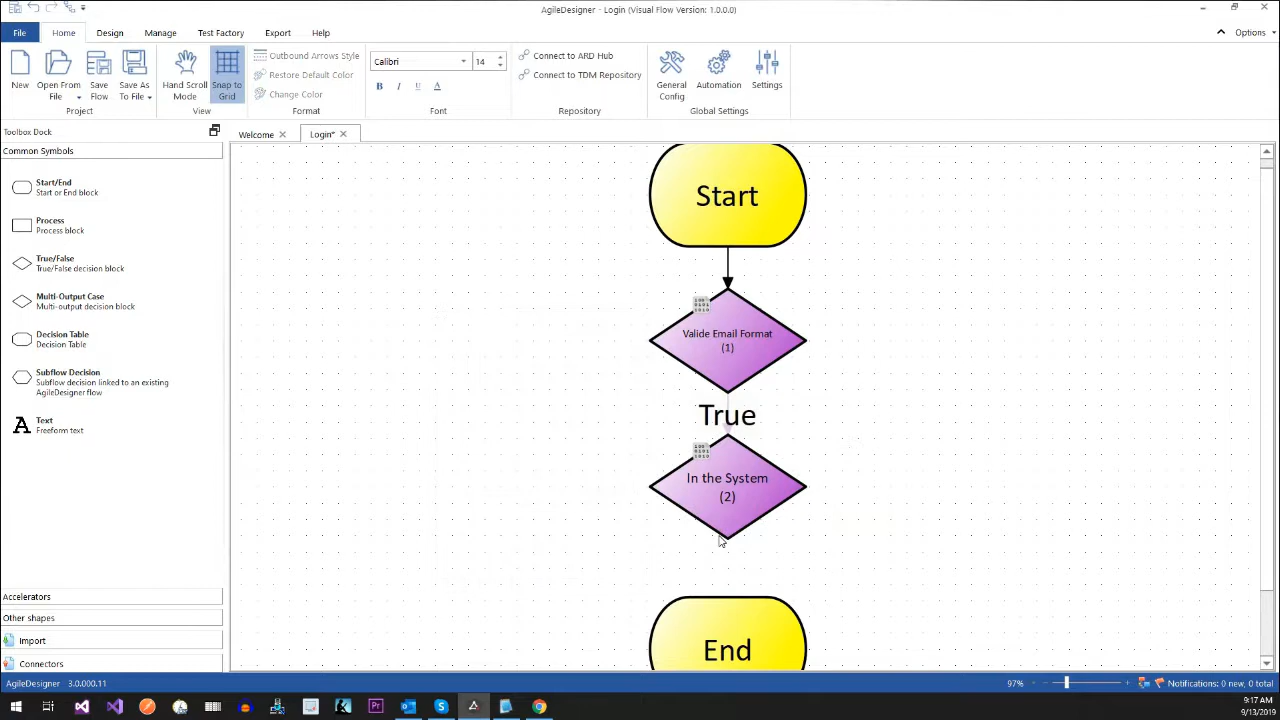 AgileDesigner - Login (Visual Flow Version: 1.0.0.0)
File
Home
Design
Manage
Test Factory
Export
Help
Options
New
Open From File
Save Flow
Save As To File
Project
Hand Scroll Mode
Snap to Grid
View
Outbound Arrows Style
Restore Default Color
Change Color
Format
Calibri
14
B
I
U
A
Font
Connect to ARD Hub
Connect to TDM Repository
Repository
General Config
Automation
Settings
Global Settings
Toolbox Dock
Welcome
Login*
Common Symbols
Start/End
Start or End block
Process
Process block
True/False
True/False decision block
Multi-Output Case
Multi-output decision block
Decision Table
Decision Table
Subflow Decision
Subflow decision linked to an existing
AgileDesigner flow
A
Text
Freeform text
Accelerators
Other shapes
Import
Connectors
Start
Valide Email Format
(1)
True
In the System
(2)
End
AgileDesigner
3.0.000.11
97%
Notifications: 0 new, 0 total
Pr
9:17 AM
9/13/2019